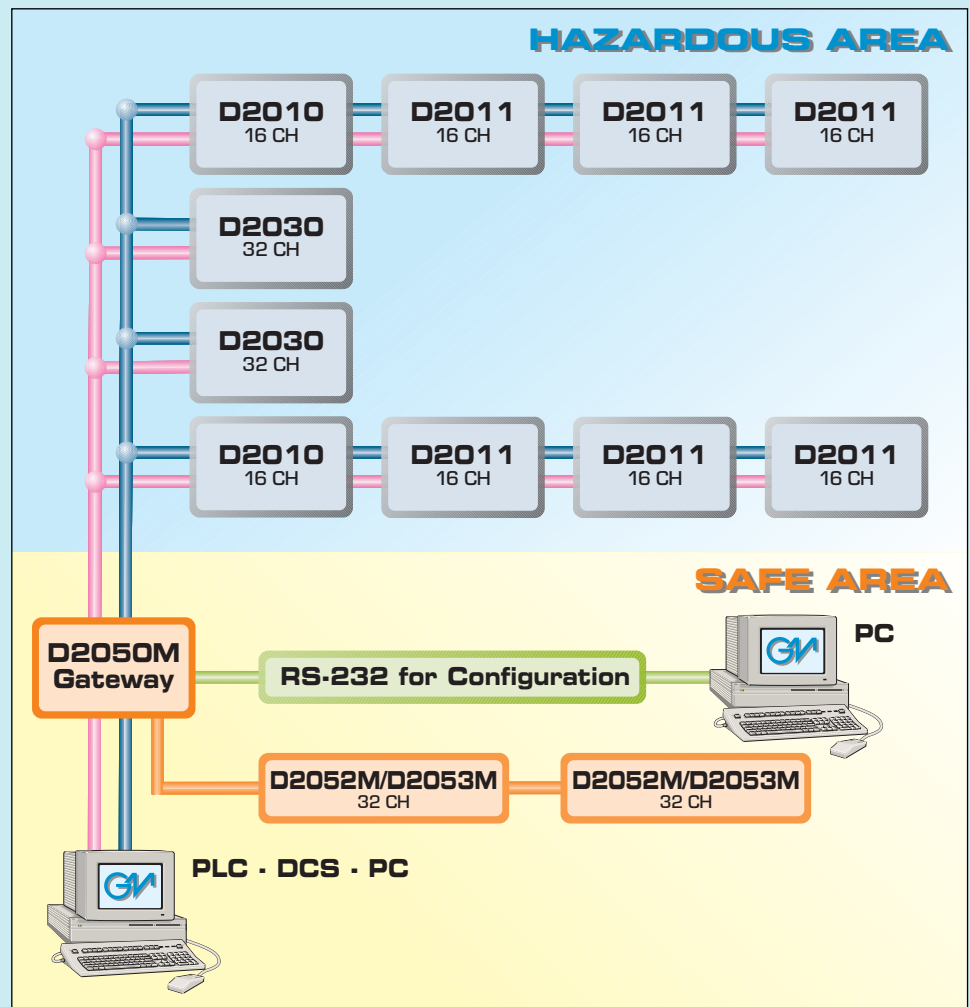 HAZARDOUS AREA
D2010
16 CH
D2011
16 CH
D2011
16 CH
D2011
16 CH
D2030
32 CH
D2030
32 CH
D2010
16 CH
D2011
16 CH
D2011
16 CH
D2011
16 CH
SAFE AREA
D2050M
Gateway
RS-232 for Configuration
GM
PC
D2052M/D2053M
32 CH
D2052M/D2053M
32 CH
GM
PLC - DCS - PC